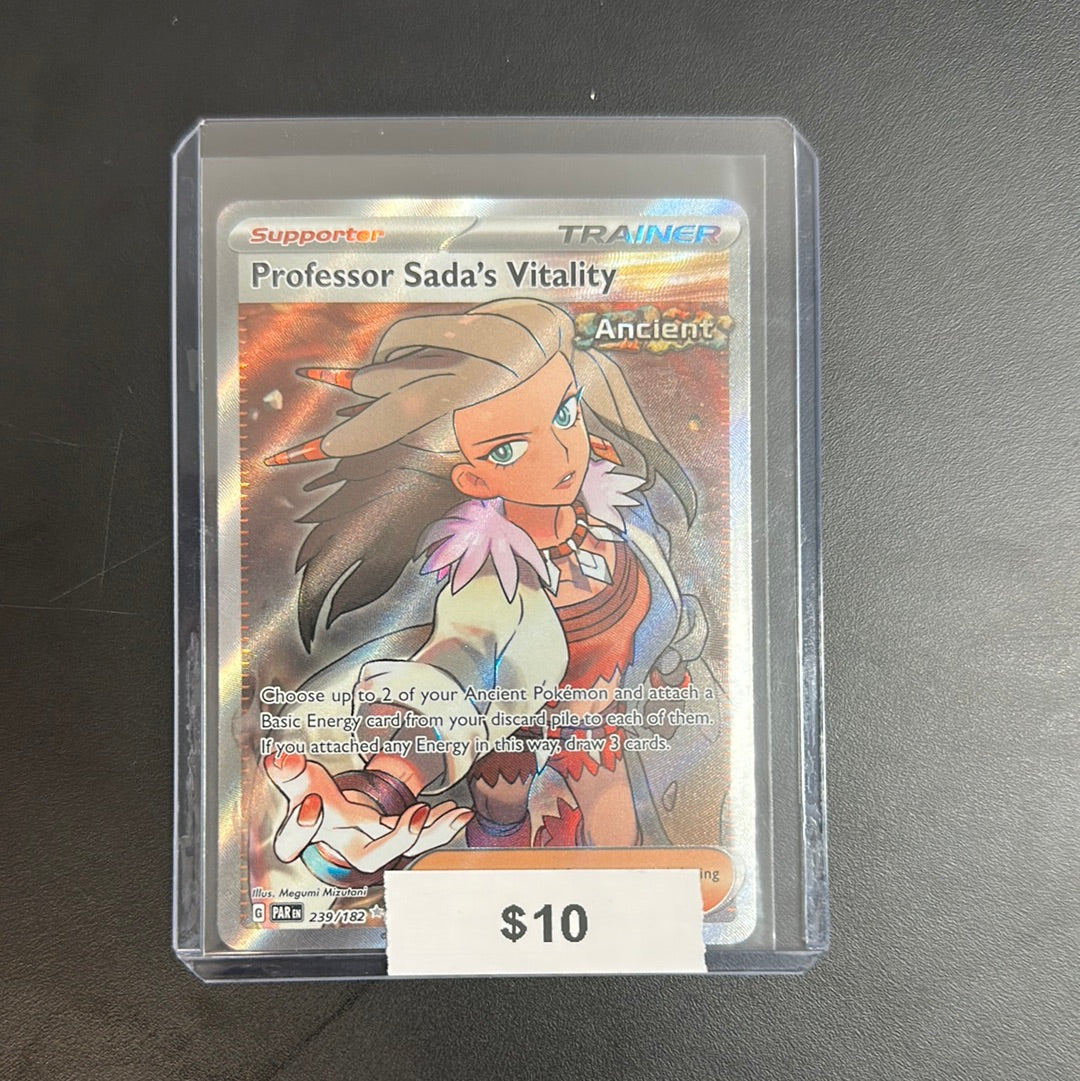 Supporter TRAINER
Professor Sada's Vitality
Ancient
Choose up to 2 of your Ancient Pokémon and attach a
Basic Energy card from your discard pile to each of them.
If you attached any Energy in this way, draw 3 cards.
ing
Illus. Megumi Mizutani
G PAR EN 239/182
$10